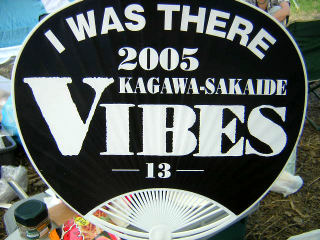 I WAS THERE
2005
KAGAWA-SAKAIDE
VIBES
—13—